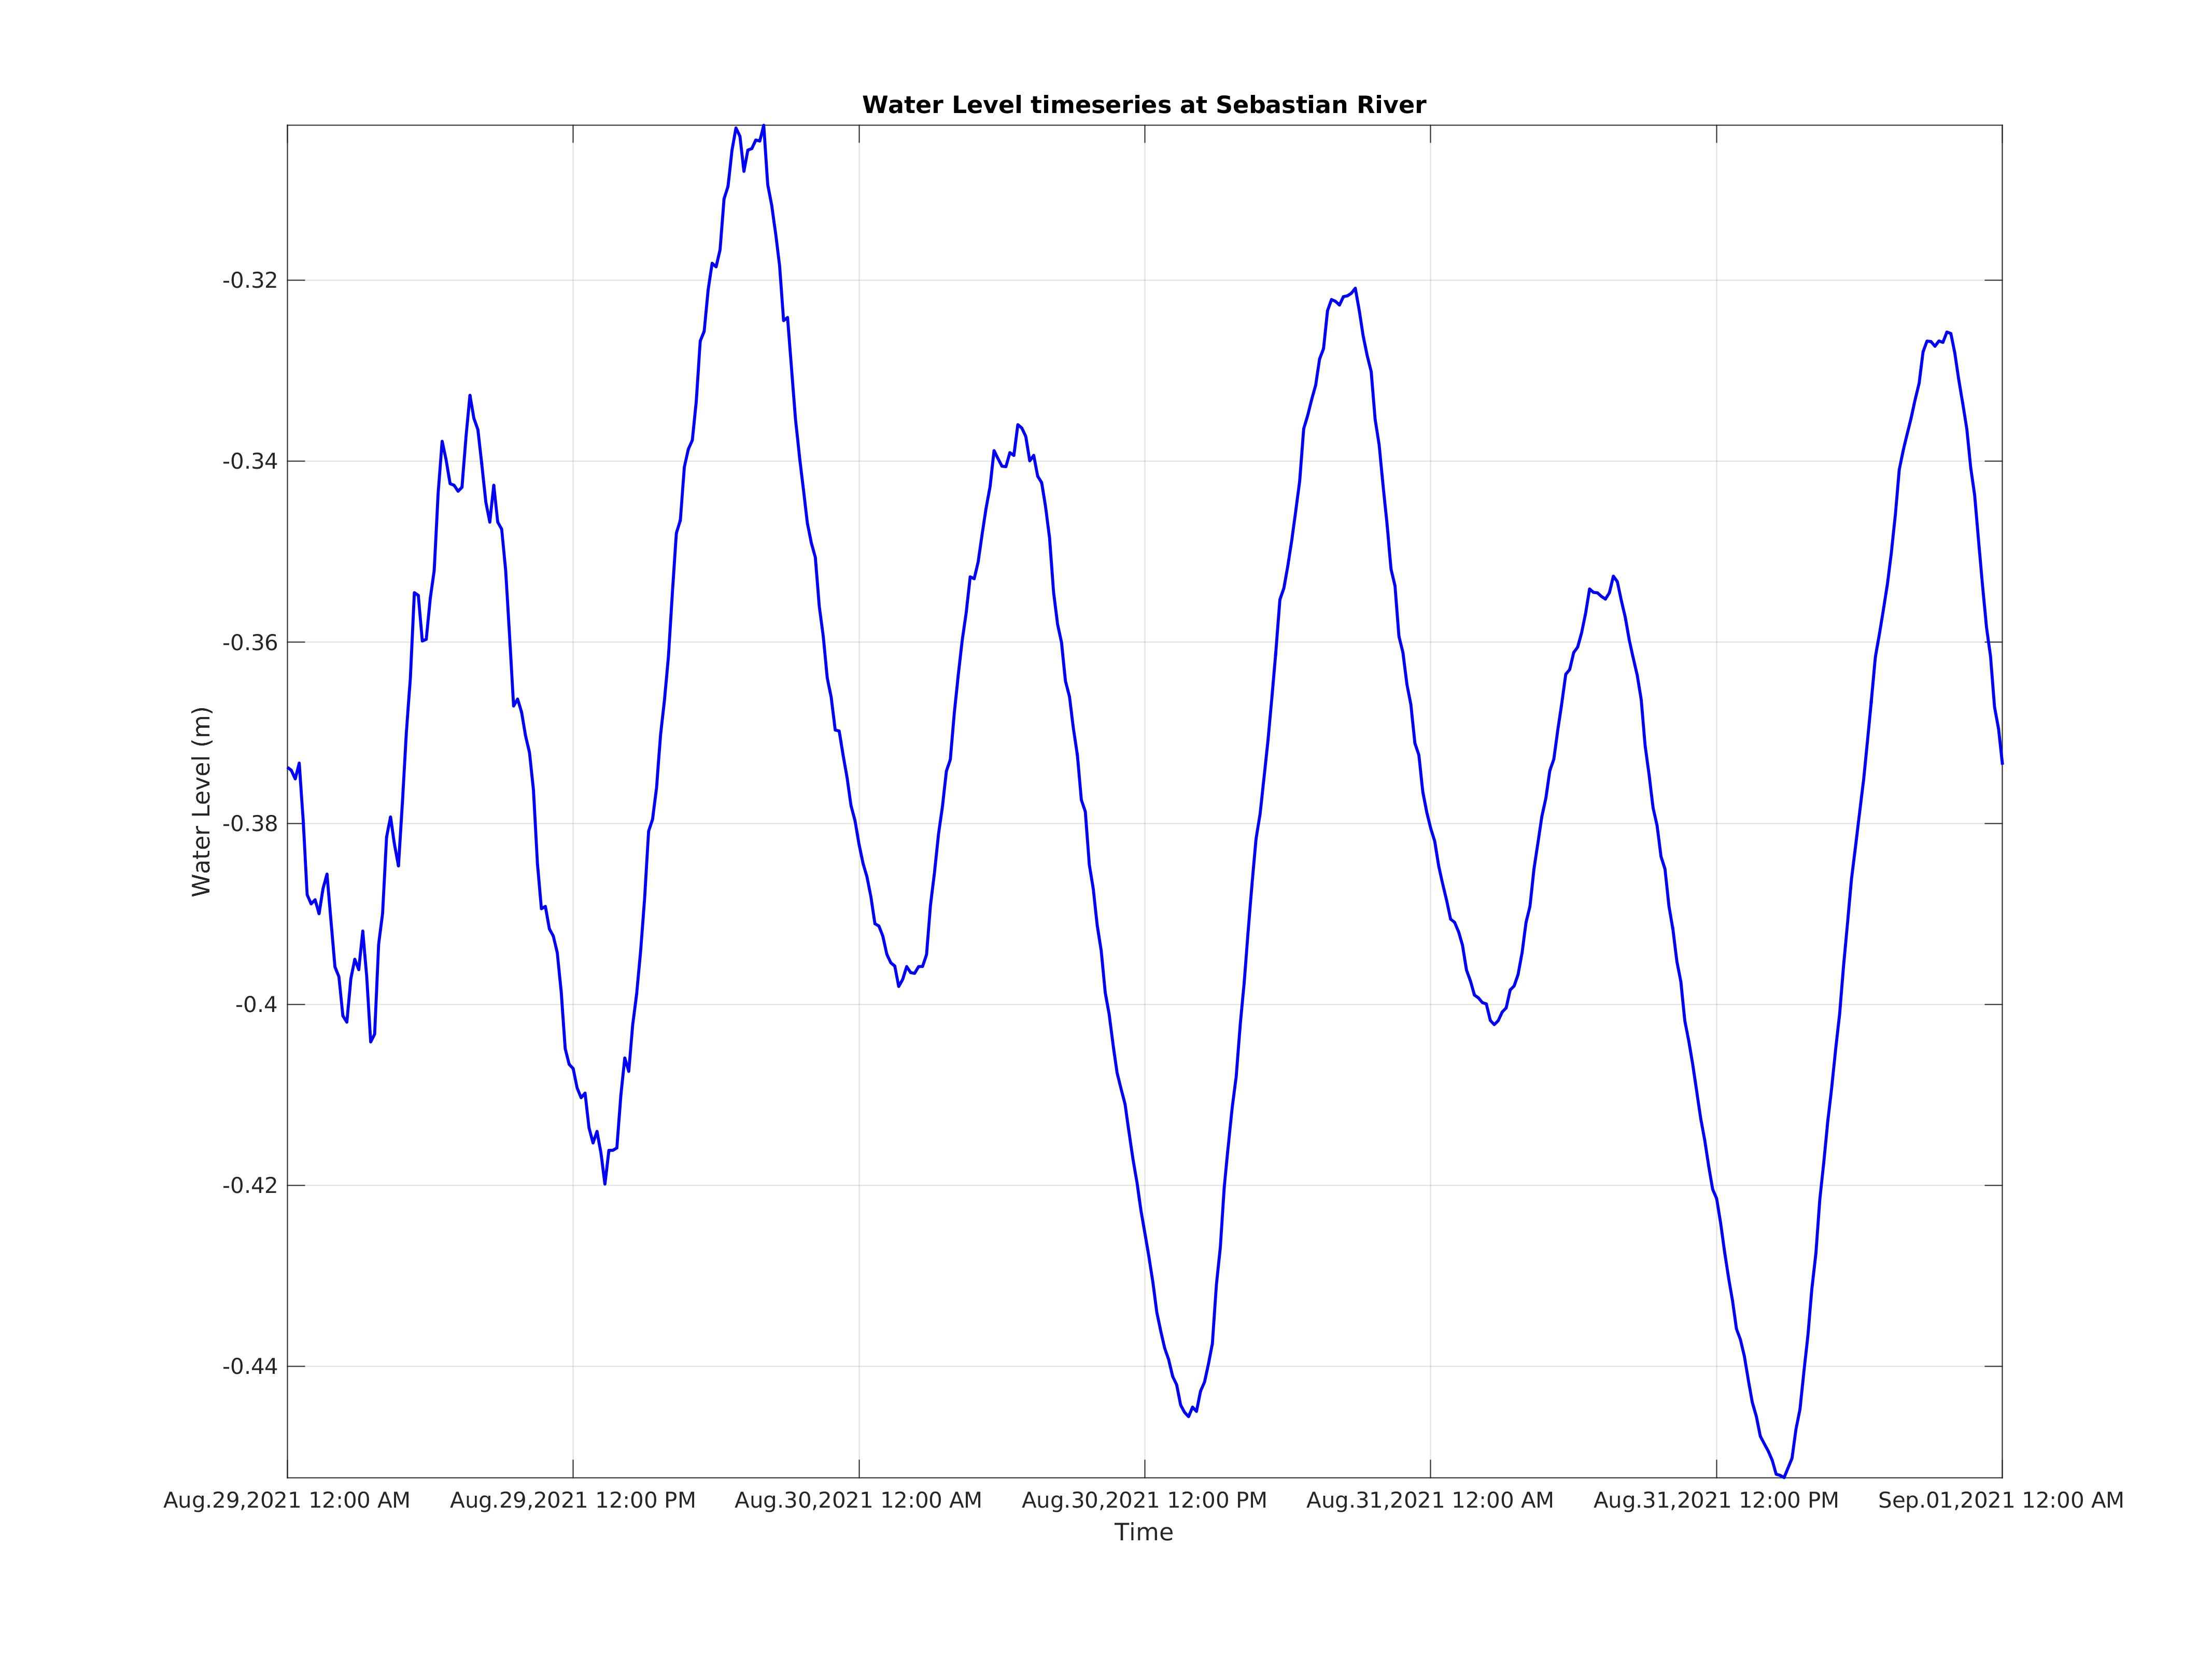 Water Level timeseries at Sebastian River
-0.32
-0.34
-0.36
-0.38
-0.4
-0.42
-0.44
Water Level (m)
Aug.29,2021 12:00 AM Aug.29,2021 12:00 PM Aug.30,2021 12:00 AM Aug.30,2021 12:00 PM Aug.31,2021 12:00 AM Aug.31,2021 12:00 PM Sep.01,2021 12:00 AM
Time